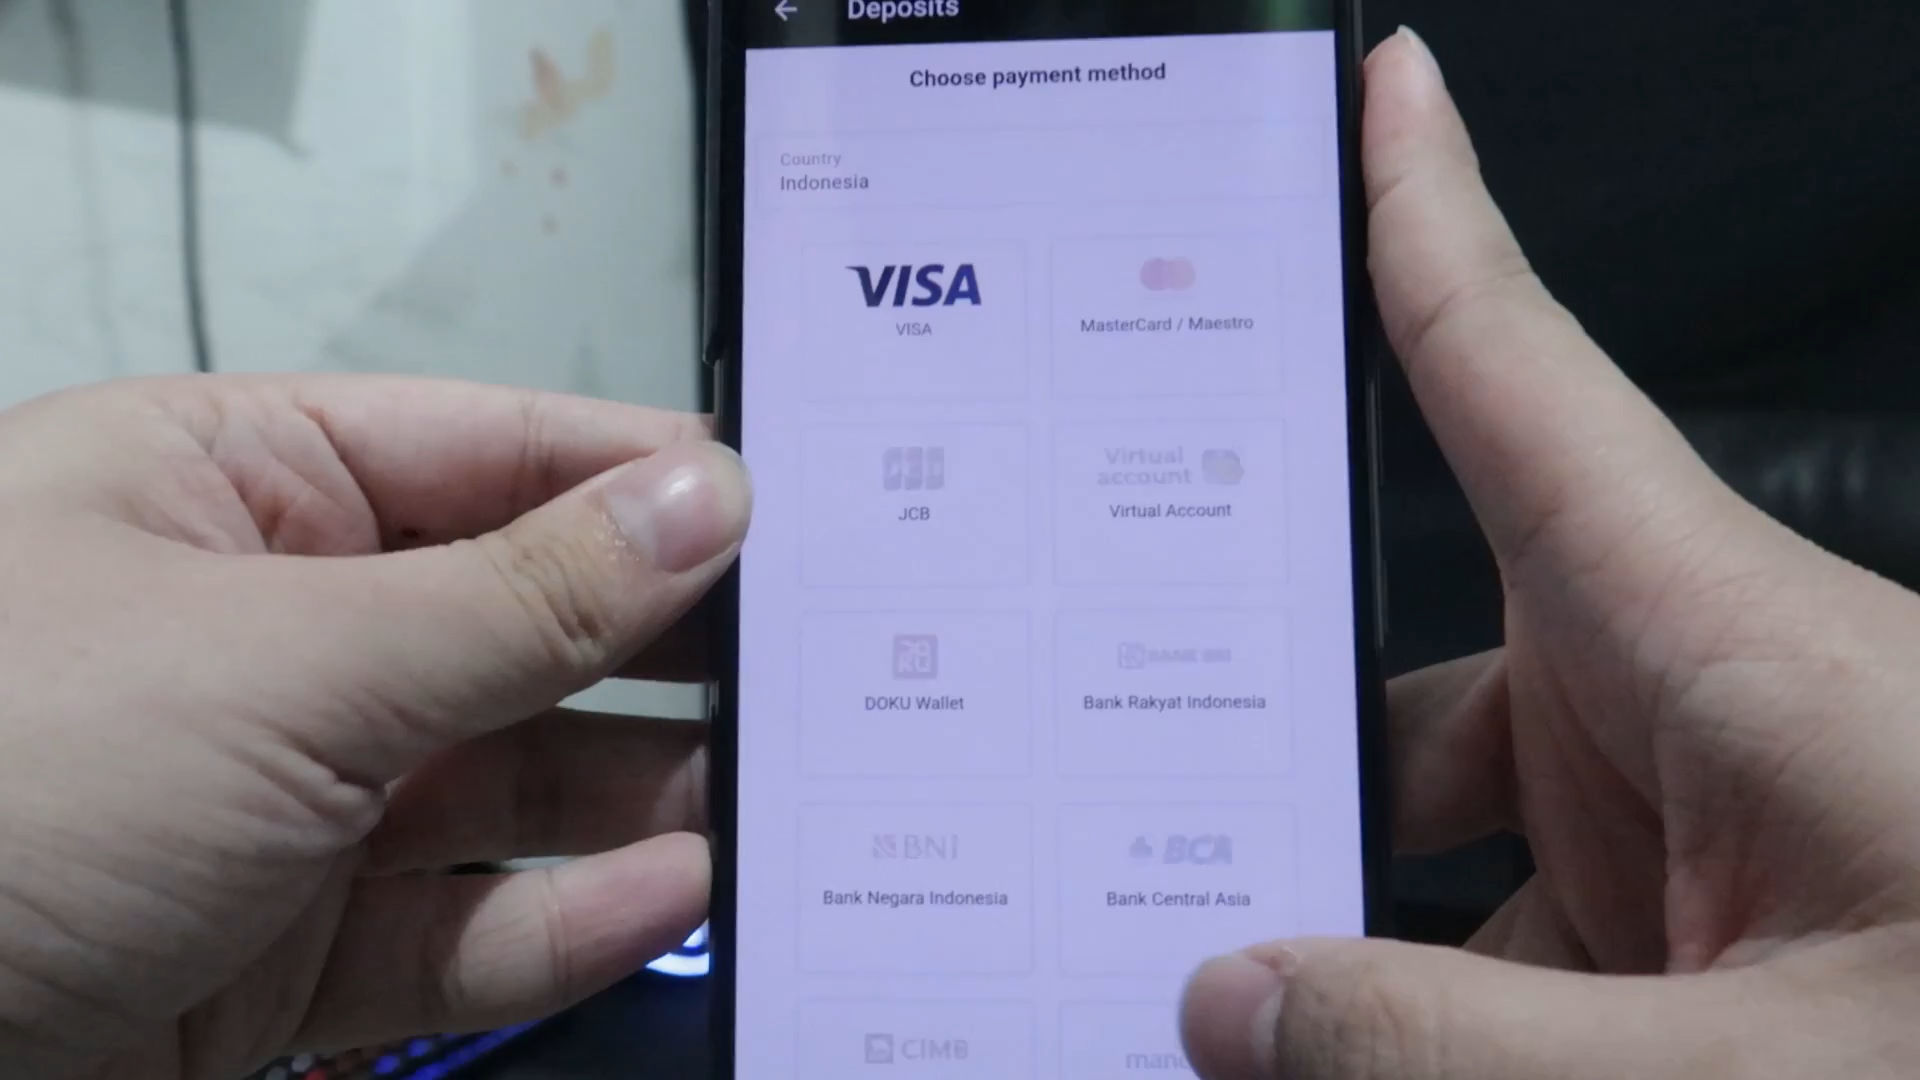 Deposits
Choose payment method
Country
Indonesia
VISA
VISA
MasterCard / Maestro
JCB
JCB
Virtual
account
Virtual Account
DOKU Wallet
Bank Rakyat Indonesia
BNI
Bank Negara Indonesia
BCA
Bank Central Asia
CIMB